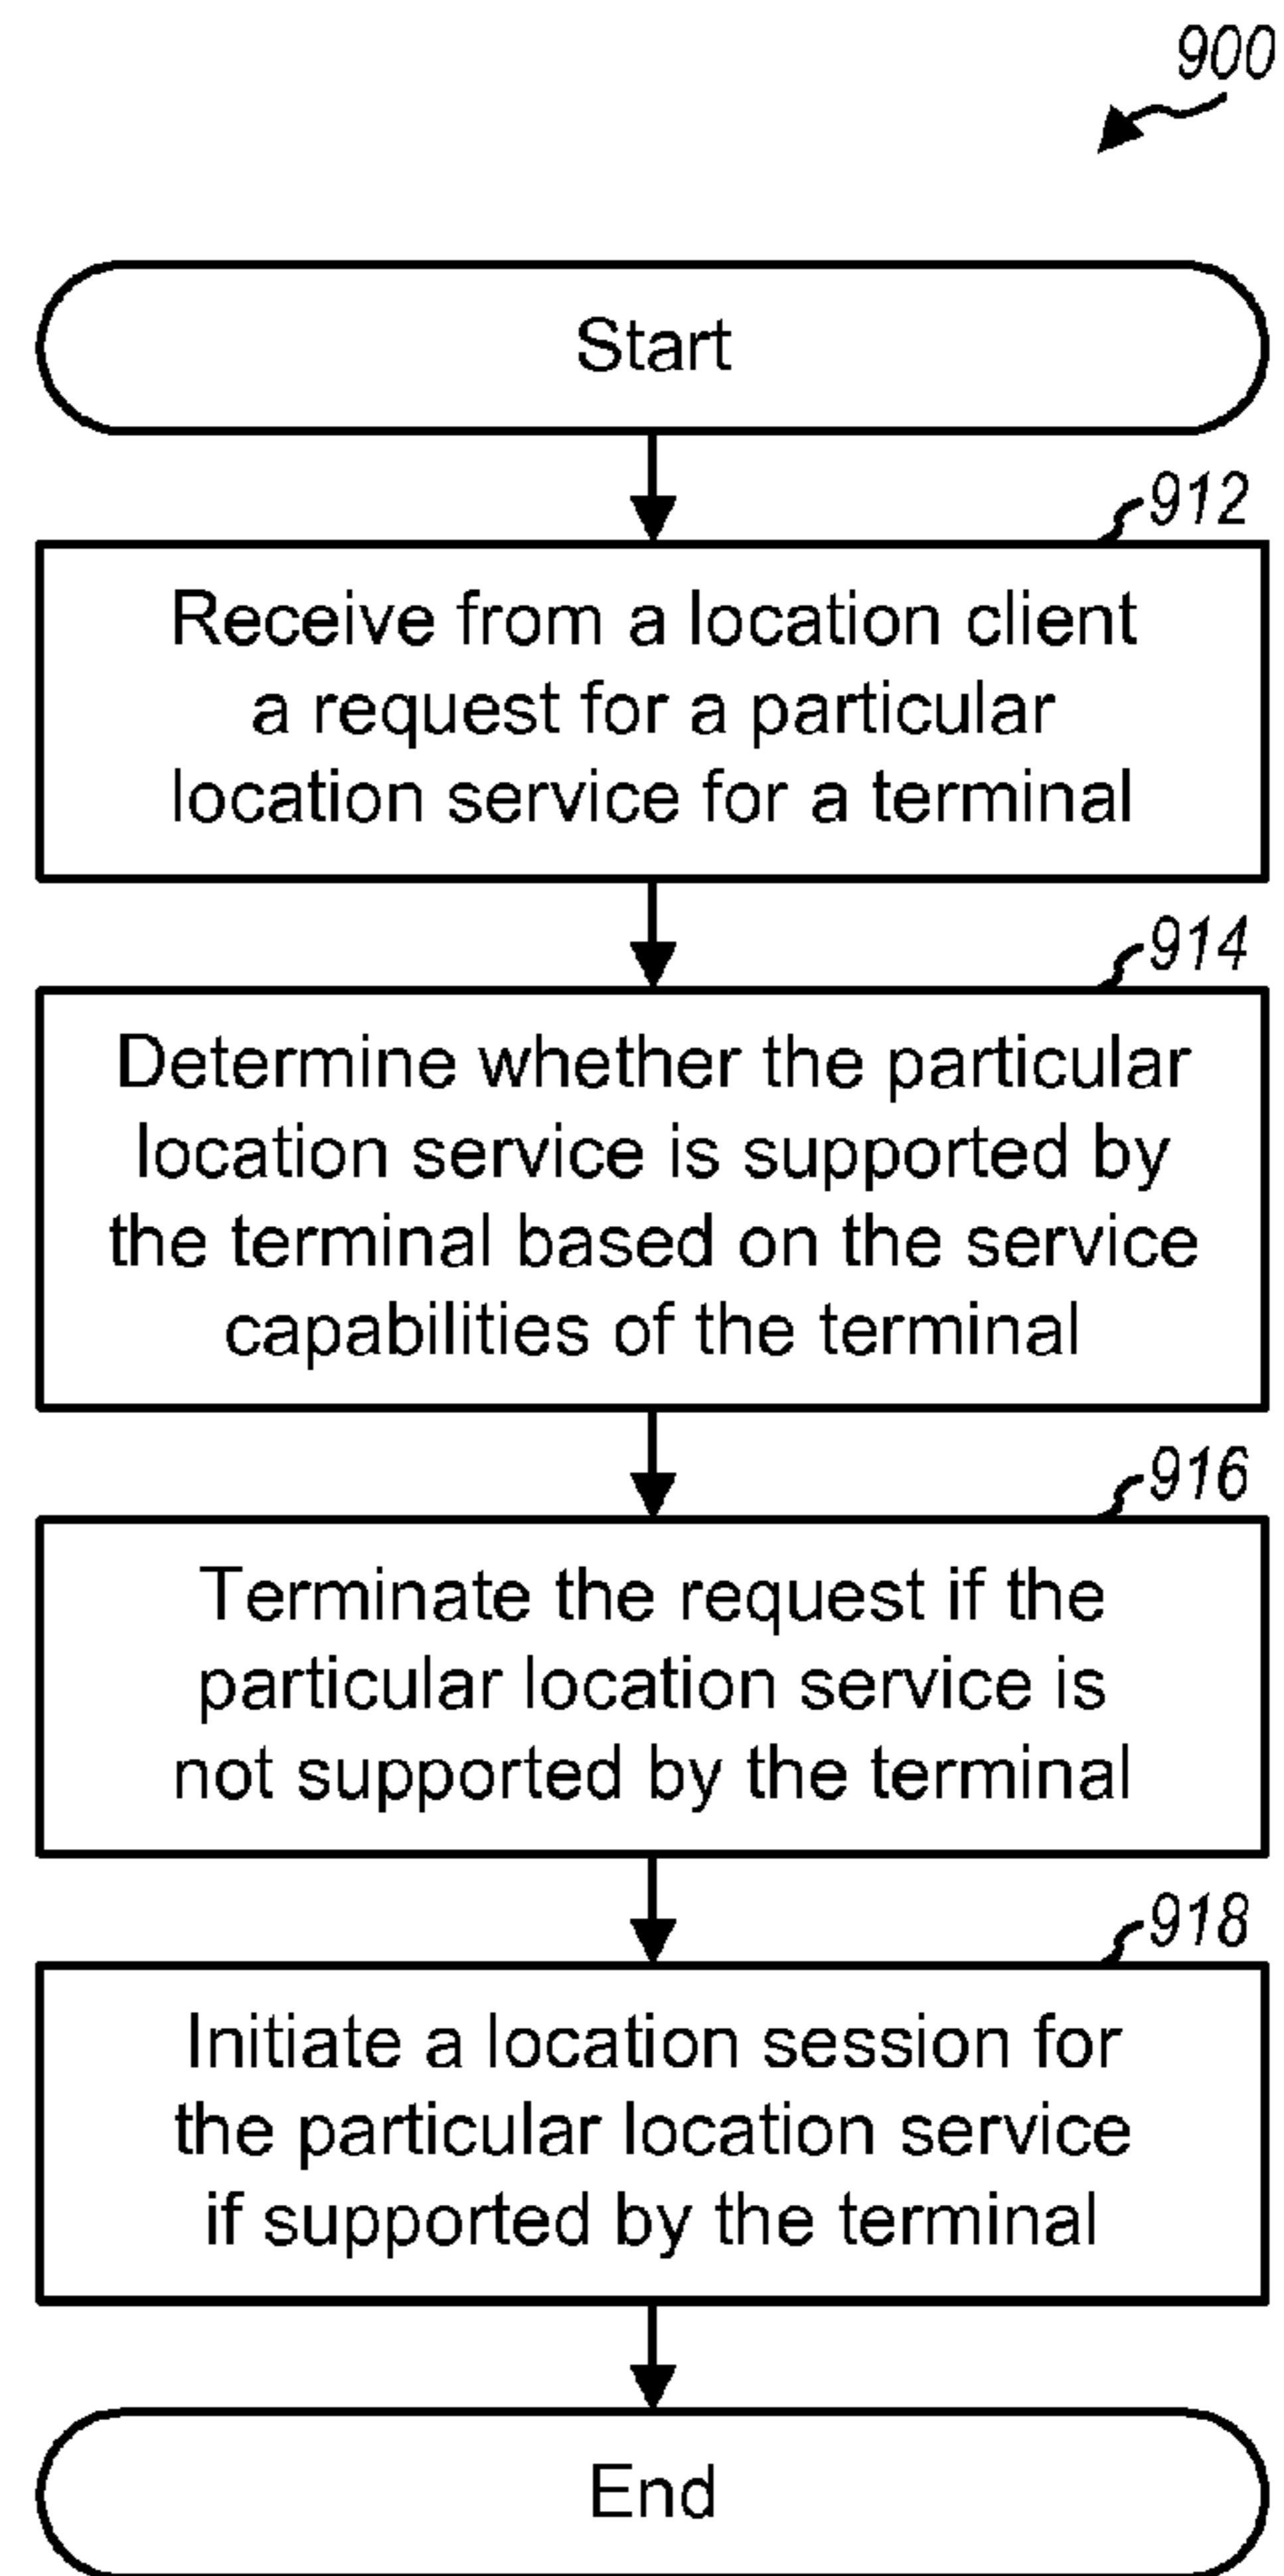 900
Start
912
Receive from a location client
a request for a particular
location service for a terminal
914
Determine whether the particular
location service is supported by
the terminal based on the service
capabilities of the terminal
916
Terminate the request if the
particular location service is
not supported by the terminal
918
Initiate a location session for
the particular location service
if supported by the terminal
End